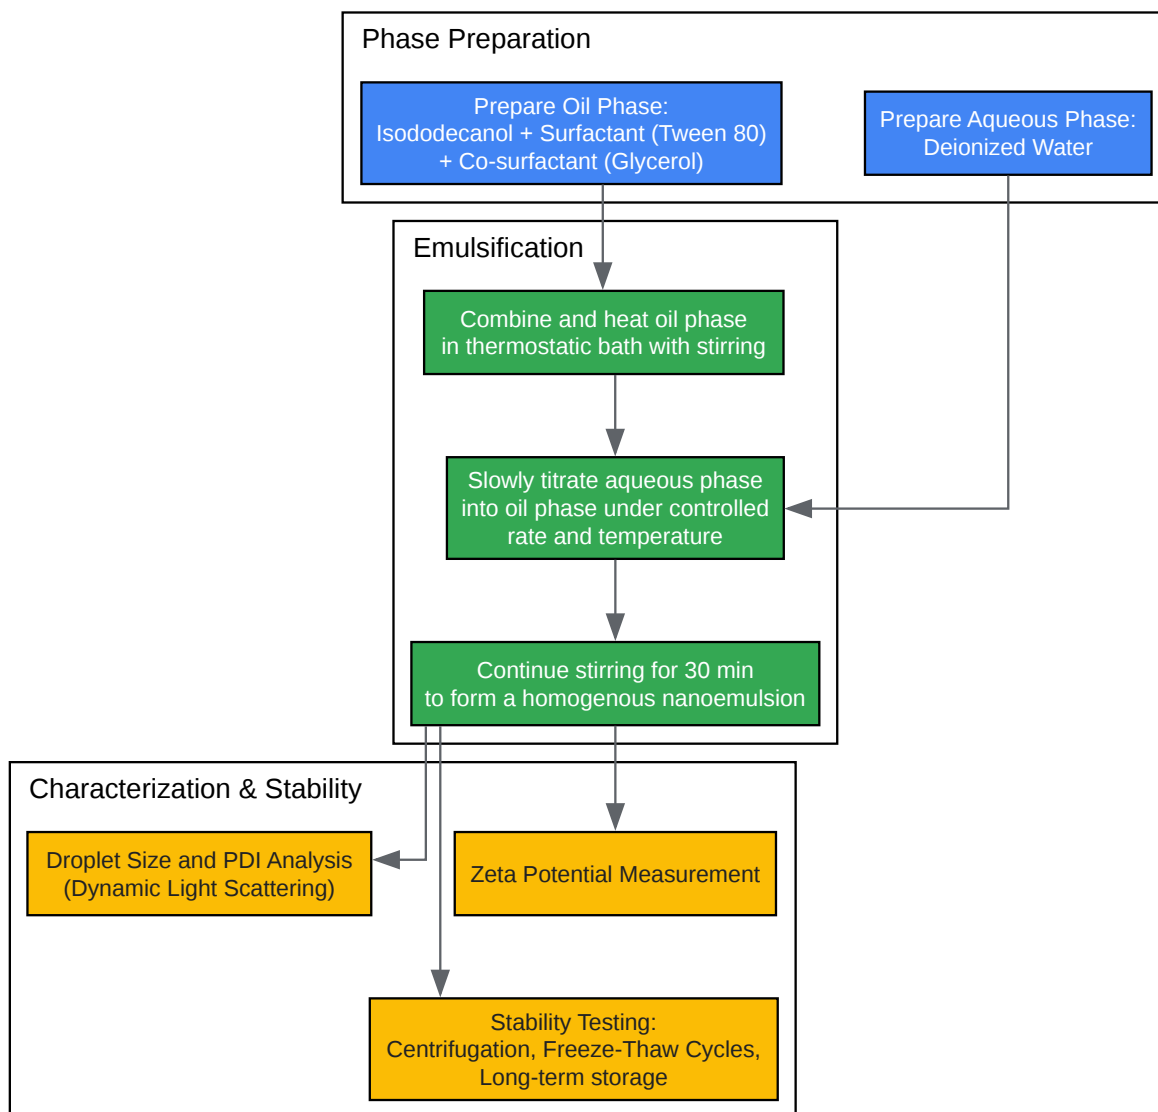 Phase Preparation
Prepare Oil Phase:
Isododecanol + Surfactant (Tween 80)
+ Co-surfactant (Glycerol)
Prepare Aqueous Phase:
Deionized Water
Emulsification
Combine and heat oil phase
in thermostatic bath with stirring
Slowly titrate aqueous phase
into oil phase under controlled
rate and temperature
Continue stirring for 30 min
to form a homogenous nanoemulsion
Characterization & Stability
Droplet Size and PDI Analysis
(Dynamic Light Scattering)
Zeta Potential Measurement
Stability Testing:
Centrifugation, Freeze-Thaw Cycles,
Long-term storage